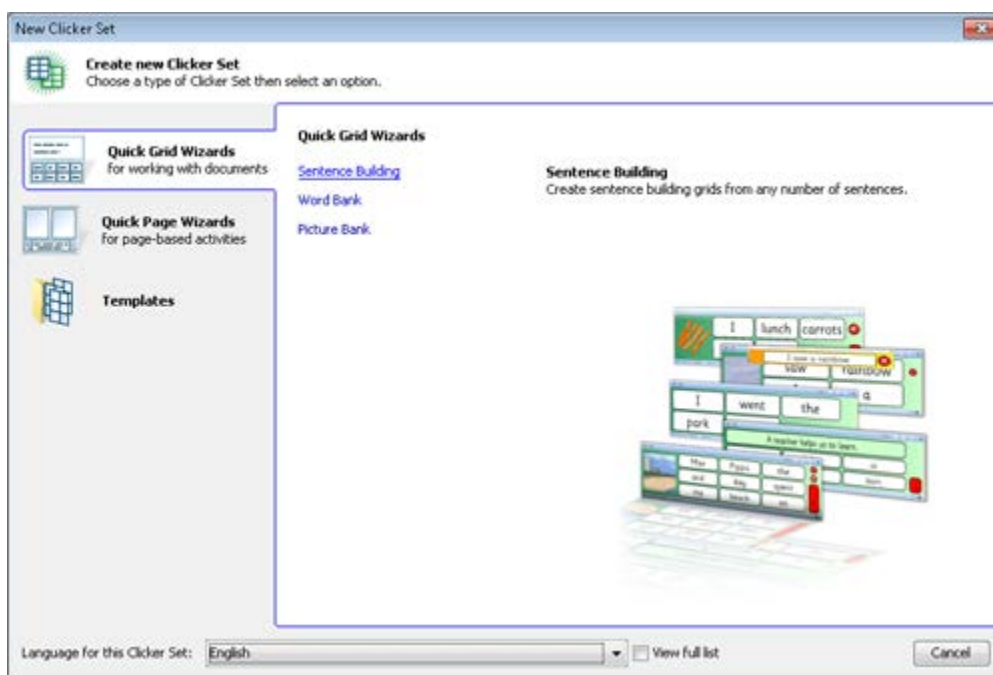 New Clicker Set
Create new Clicker Set
Choose a type of Clicker Set then select an option.
Quick Grid Wizards
for working with documents
Quick Page Wizards
for page-based activities
Templates
Quick Grid Wizards
Sentence Building
Word Bank
Picture Bank
Sentence Building
Create sentence building grids from any number of sentences.
I lunch carrots
I saw a rainbow
saw rainbow
a
I went the
park
A teacher helps us to learn.
the
and
beach
Language for this Clicker Set: English View full list Cancel